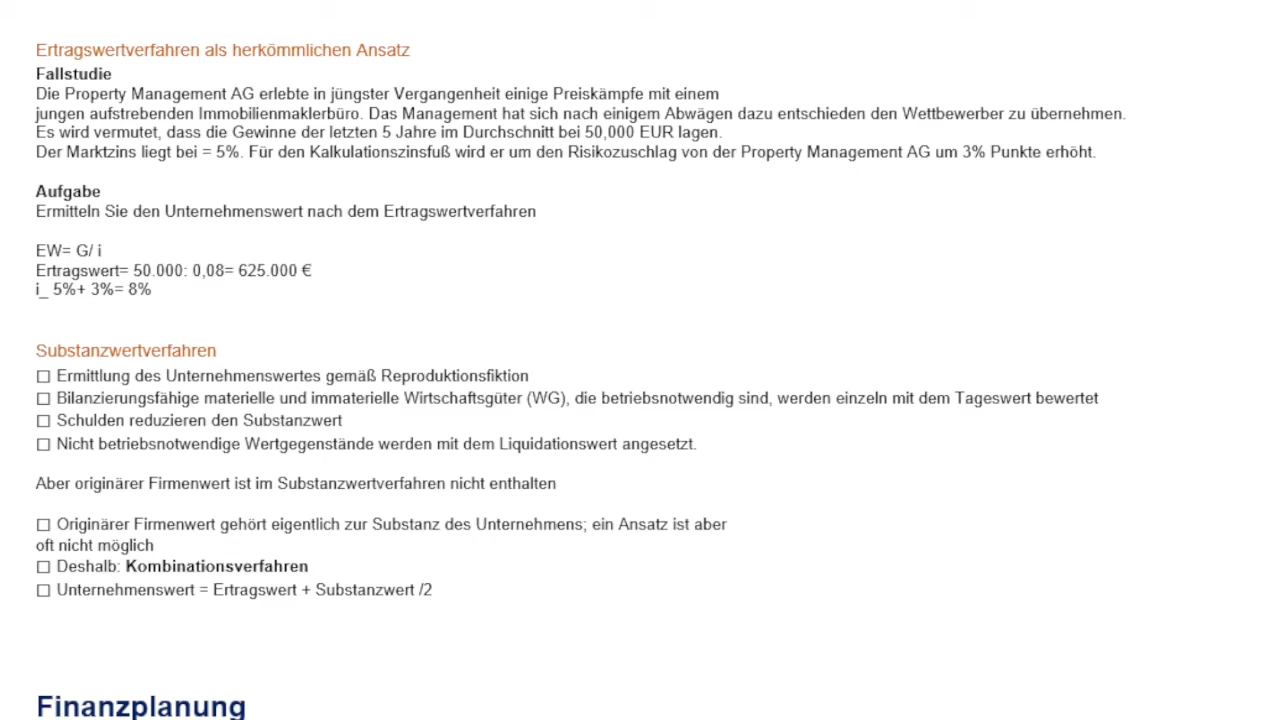 Ertragswertverfahren als herkömmlichen Ansatz
Fallstudie
Die Property Management AG erlebte in jüngster Vergangenheit einige Preiskämpfe mit einem
jungen aufstrebenden Immobilienmaklerbüro. Das Management hat sich nach einigem Abwägen dazu entschieden den Wettbewerber zu übernehmen.
Es wird vermutet, dass die Gewinne der letzten 5 Jahre im Durchschnitt bei 50,000 EUR lagen.
Der Marktzins liegt bei = 5%. Für den Kalkulationszinsfuß wird er um den Risikozuschlag von der Property Management AG um 3% Punkte erhöht.
Aufgabe
Ermitteln Sie den Unternehmenswert nach dem Ertragswertverfahren
EW= G/ i
Ertragswert= 50.000: 0,08= 625.000 €
i_ 5%+ 3%= 8%
Substanzwertverfahren
☐ Ermittlung des Unternehmenswertes gemäß Reproduktionsfiktion
☐ Bilanzierungsfähige materielle und immaterielle Wirtschaftsgüter (WG), die betriebsnotwendig sind, werden einzeln mit dem Tageswert bewertet
☐ Schulden reduzieren den Substanzwert
☐ Nicht betriebsnotwendige Wertgegenstände werden mit dem Liquidationswert angesetzt.
Aber originärer Firmenwert ist im Substanzwertverfahren nicht enthalten
☐ Originärer Firmenwert gehört eigentlich zur Substanz des Unternehmens; ein Ansatz ist aber
oft nicht möglich
☐ Deshalb: Kombinationsverfahren
☐ Unternehmenswert = Ertragswert + Substanzwert /2
Finanzplanung